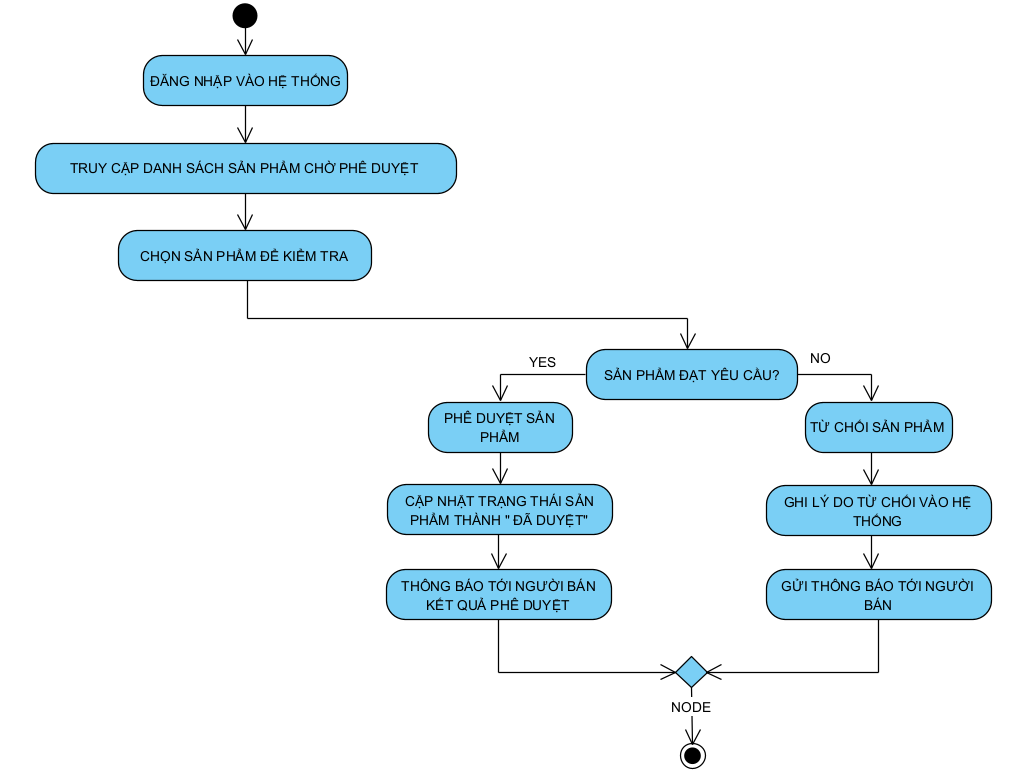 ĐĂNG NHẬP VÀO HỆ THỐNG
TRUY CẬP DANH SÁCH SẢN PHẨM CHỜ PHÊ DUYỆT
CHỌN SẢN PHẨM ĐỂ KIỂM TRA
YES
SẢN PHẨM ĐẠT YÊU CẦU?
NO
PHÊ DUYỆT SẢN
PHẨM
TỪ CHỐI SẢN PHẨM
CẬP NHẬT TRẠNG THÁI SẢN
PHẨM THÀNH " ĐÃ DUYỆT"
GHI LÝ DO TỪ CHỐI VÀO HỆ
THỐNG
THÔNG BÁO TỚI NGƯỜI BÁN
KẾT QUẢ PHÊ DUYỆT
GỬI THÔNG BÁO TỚI NGƯỜI
BÁN
NODE